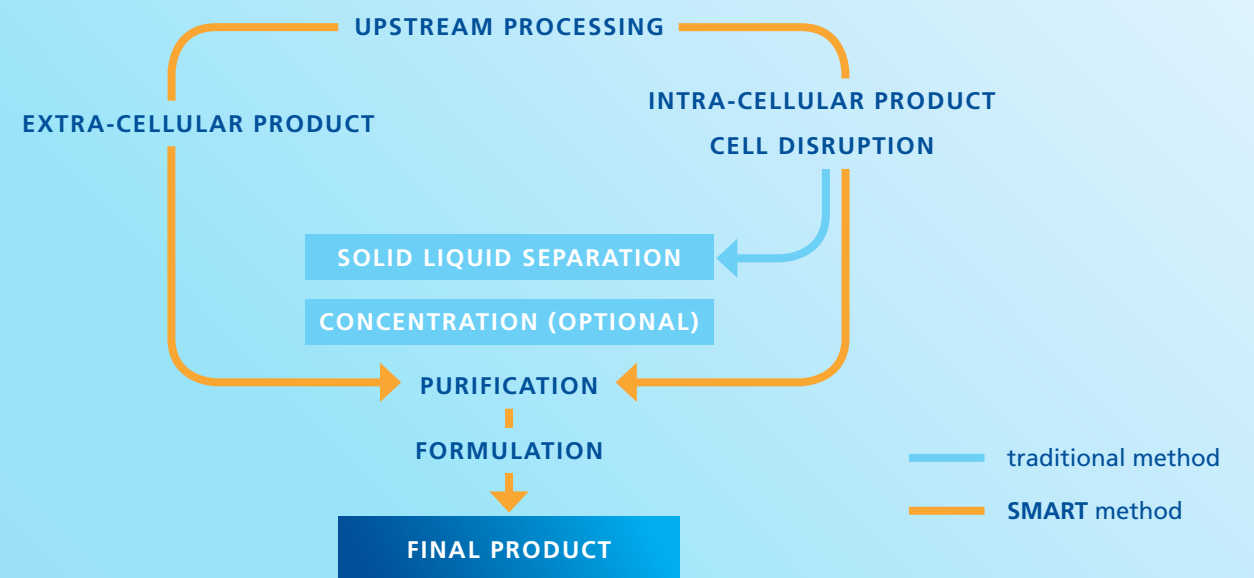 UPSTREAM PROCESSING
EXTRA-CELLULAR PRODUCT
INTRA-CELLULAR PRODUCT
CELL DISRUPTION
SOLID LIQUID SEPARATION
CONCENTRATION (OPTIONAL)
PURIFICATION
FORMULATION
FINAL PRODUCT
traditional method
SMART method